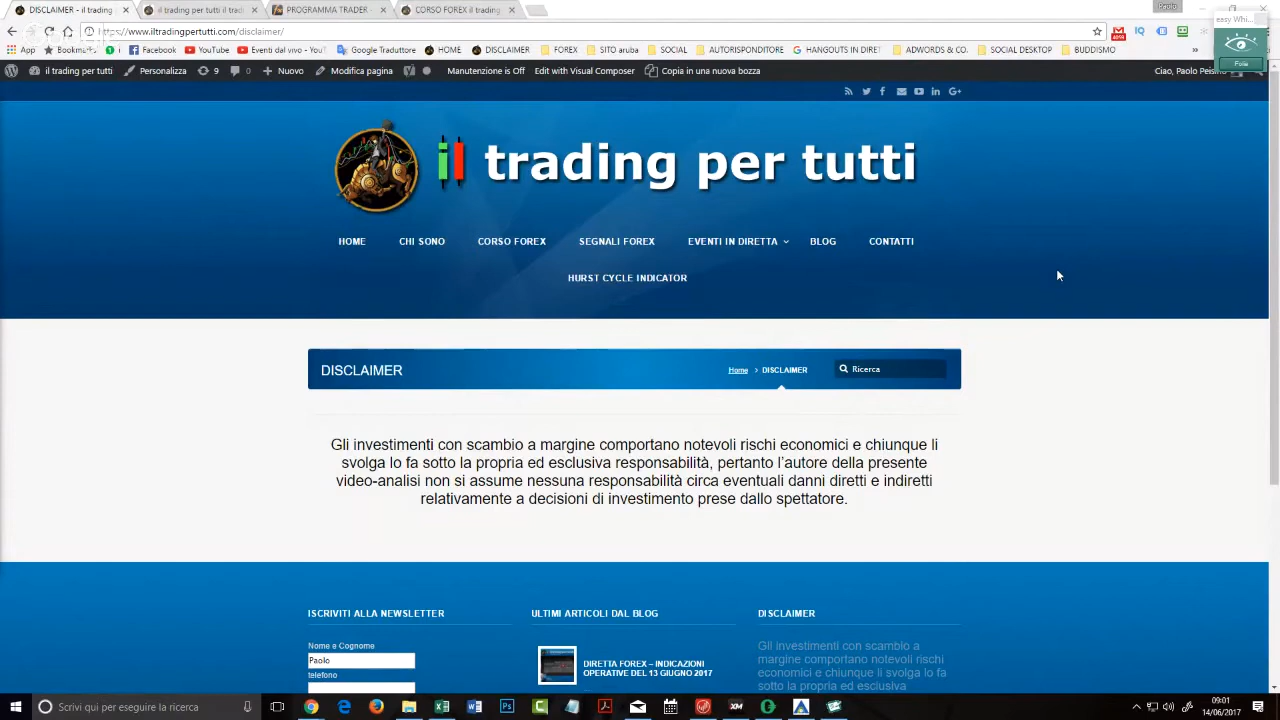 DISCLAIMER - il trading
il trading per tutti il tradi
PROGRAMMA TRADER -
CORSO FOREX il trading
Paolo
https://www.iltradingpertutti.com/disclaimer/
easy Whi...
App
Bookmarks
Facebook
YouTube
Eventi dal vivo - YouT
Google Traduttore
HOME
DISCLAIMER
FOREX
SITO aruba
SOCIAL
AUTORISPONDITORE
HANGOUTS IN DIRET
ADWORDS & CO.
SOCIAL DESKTOP
BUDDISMO
il trading per tutti
Personalizza
9
0
Nuovo
Modifica pagina
Manutenzione is Off
Edit with Visual Composer
Copia in una nuova bozza
il trading per tutti
HOME
CHI SONO
CORSO FOREX
SEGNALI FOREX
EVENTI IN DIRETTA
BLOG
CONTATTI
HURST CYCLE INDICATOR
DISCLAIMER
Home > DISCLAIMER
Ricerca
Gli investimenti con scambio a margine comportano notevoli rischi economici e chiunque li
svolga lo fa sotto la propria ed esclusiva responsabilità, pertanto l'autore della presente
video-analisi non si assume nessuna responsabilità circa eventuali danni diretti e indiretti
relativamente a decisioni di investimento prese dallo spettatore.
ISCRIVITI ALLA NEWSLETTER
Nome e Cognome
Paolo
telefono
ULTIMI ARTICOLI DAL BLOG
DIRETTA FOREX – INDICAZIONI
OPERATIVE DEL 13 GIUGNO 2017
DISCLAIMER
Gli investimenti con scambio a
margine comportano notevoli rischi
economici e chiunque li svolga lo fa
sotto la propria ed esclusiva
Scrivi qui per eseguire la ricerca
09:01
14/06/2017